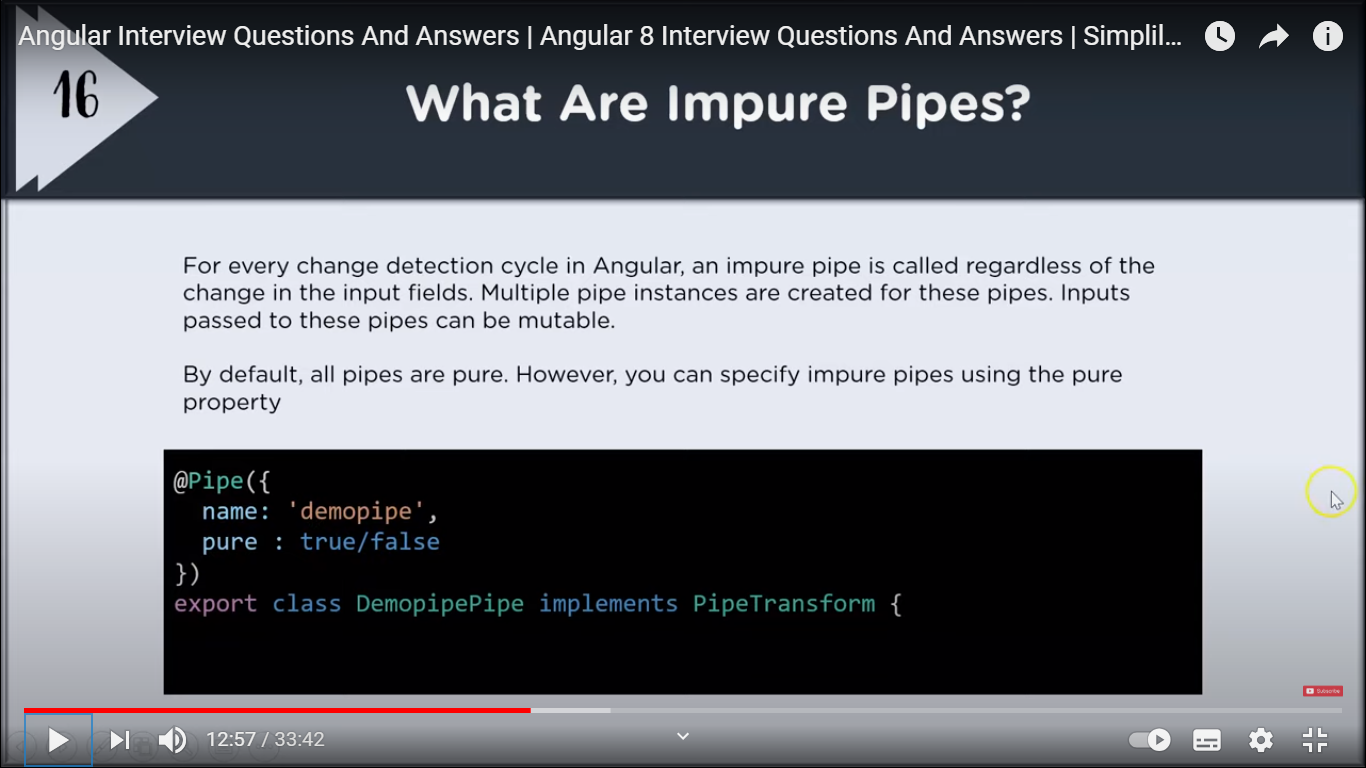 Angular Interview Questions And Answers | Angular 8 Interview Questions And Answers | Simplil...
16
What Are Impure Pipes?
For every change detection cycle in Angular, an impure pipe is called regardless of the
change in the input fields. Multiple pipe instances are created for these pipes. Inputs
passed to these pipes can be mutable.
By default, all pipes are pure. However, you can specify impure pipes using the pure
property
@Pipe({
  name: 'demopipe',
  pure : true/false
})
export class DemopipePipe implements PipeTransform {
Subscribe
12:57 / 33:42